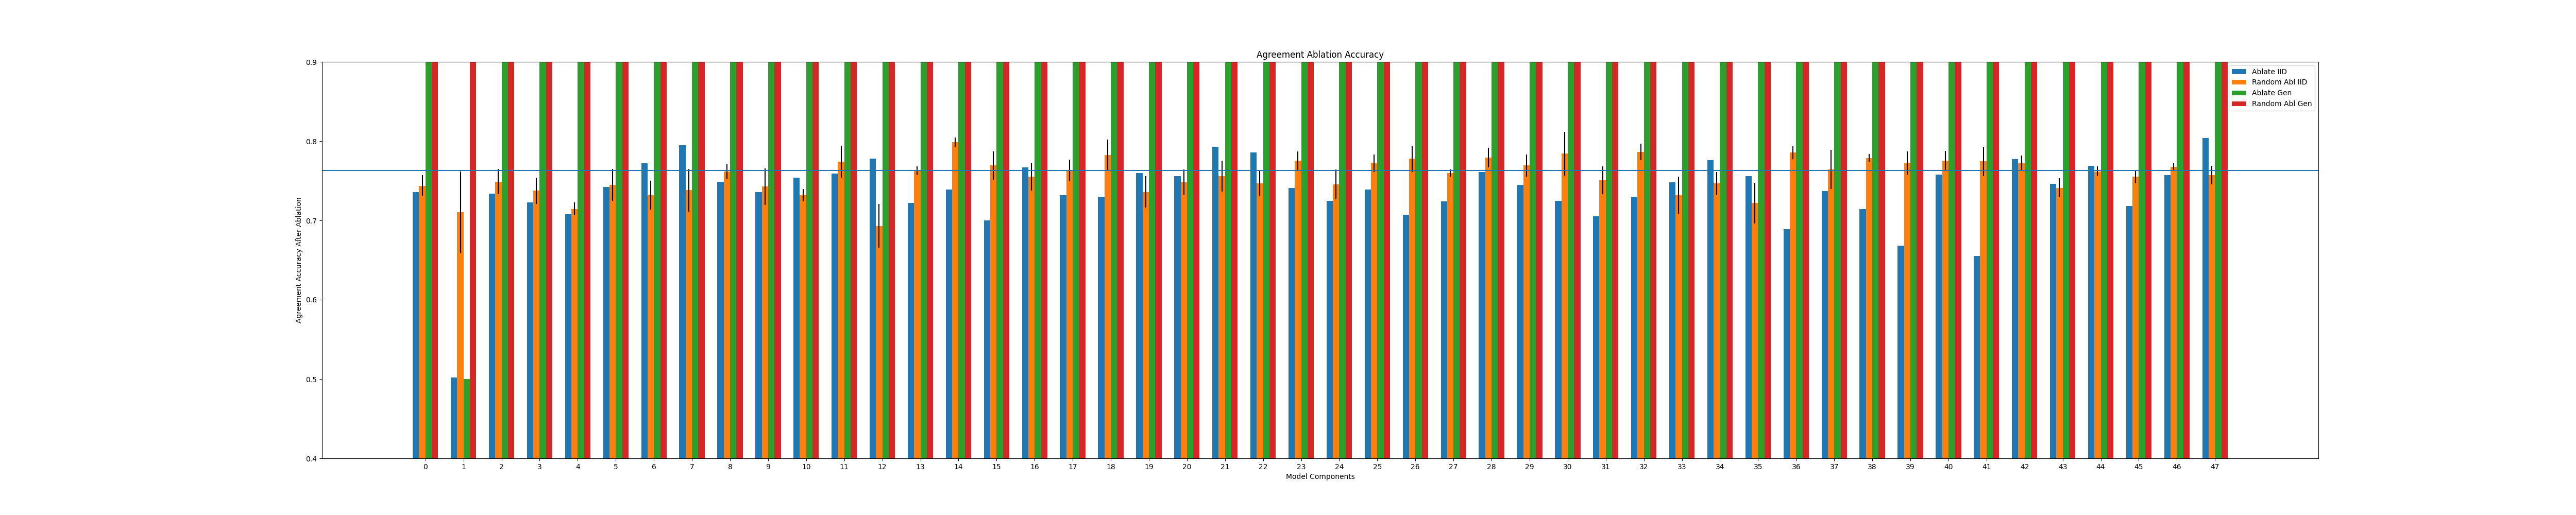 Agreement Ablation Accuracy
0.9
0.8
0.7
0.6
0.5
0.4
Agreement Accuracy After Ablation
Ablate IID
Random Abl IID
Ablate Gen
Random Abl Gen
0 1 2 3 4 5 6 7 8 9 10 11 12 13 14 15 16 17 18 19 20 21 22 23 24 25 26 27 28 29 30 31 32 33 34 35 36 37 38 39 40 41 42 43 44 45 46 47
Model Components